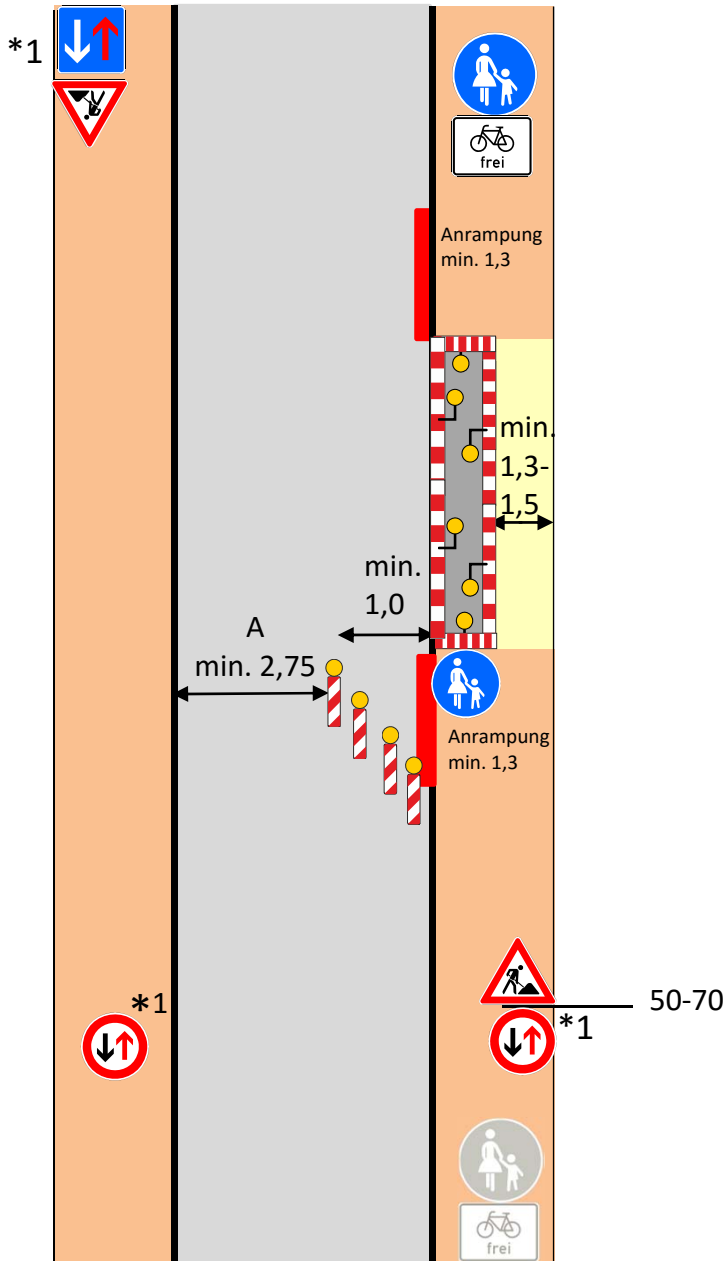 *1
frei
Anrampung
min. 1,3
min.
1,3-
1,5
min.
1,0
A
min. 2,75
Anrampung
min. 1,3
*1
50-70
*1
frei